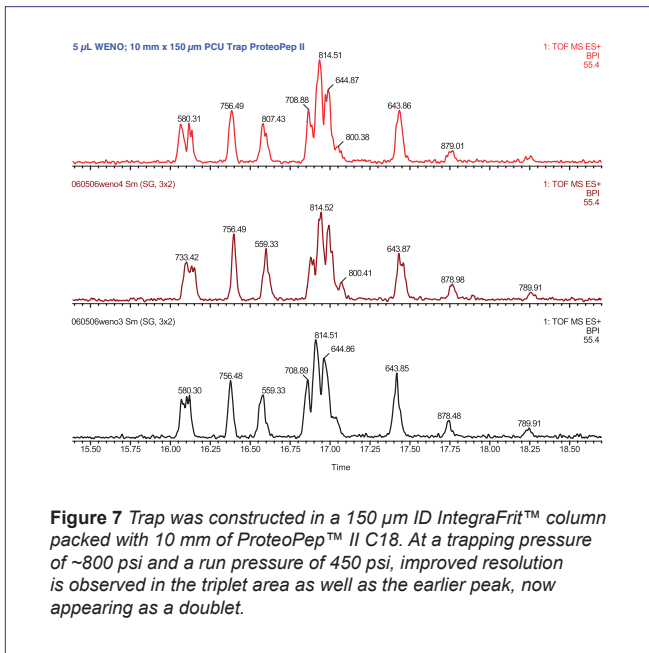 5 µL WENO; 10 mm x 150 µm PCU Trap ProteoPep II
1: TOF MS ES+
BPI
55.4
814.51
644.87
708.88
756.49
580.31
807.43
800.38
643.86
879.01
060506weno4 Sm (SG, 3x2)
1: TOF MS ES+
BPI
55.4
814.52
756.49
733.42
559.33
800.41
643.87
878.98
789.91
060506weno3 Sm (SG, 3x2)
1: TOF MS ES+
BPI
55.4
814.51
644.86
708.89
756.48
580.30
559.33
643.85
878.48
789.91
15.50 16.00 16.25 16.50 16.75 17.00 17.25 17.50 17.75 18.00 18.25 18.50
Time
Figure 7 Trap was constructed in a 150 µm ID IntegraFrit™ column
packed with 10 mm of ProteoPep™ II C18. At a trapping pressure
of ~800 psi and a run pressure of 450 psi, improved resolution
is observed in the triplet area as well as the earlier peak, now
appearing as a doublet.